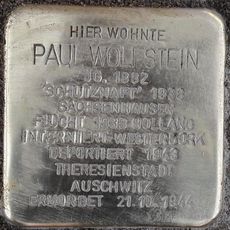 HIER WOHNTE
PAUL WOLFSTEIN
JG. 1892
'SCHUTZHAFT' 1938
SACHSENHAUSEN
FLUCHT HOLLAND
INTERNIERT WESTERBORK
DEPORTIERT 1943
THERESIENSTADT
AUSCHWITZ
ERMORDET 21.10.1944